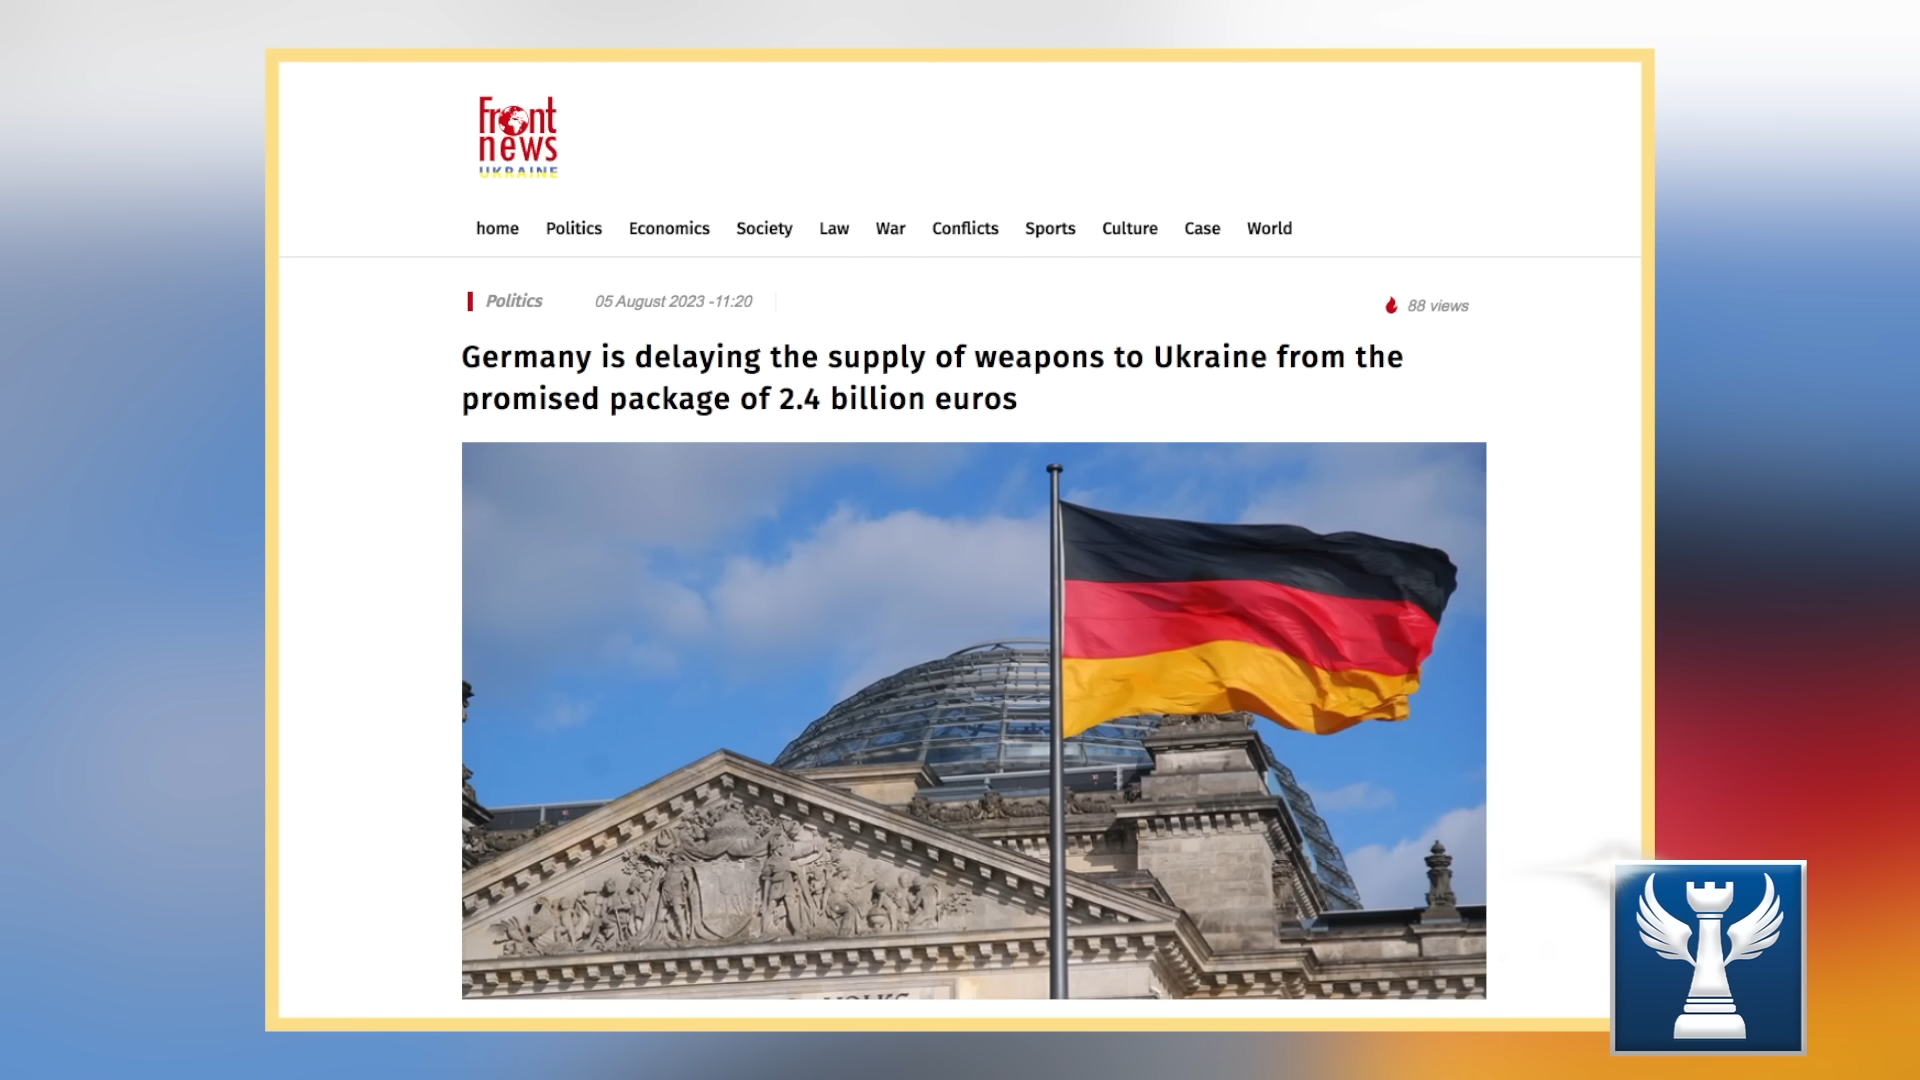 Front
news
UKRAINE
home Politics Economics Society Law War Conflicts Sports Culture Case World
Politics 05 August 2023 -11:20 88 views
Germany is delaying the supply of weapons to Ukraine from the
promised package of 2.4 billion euros